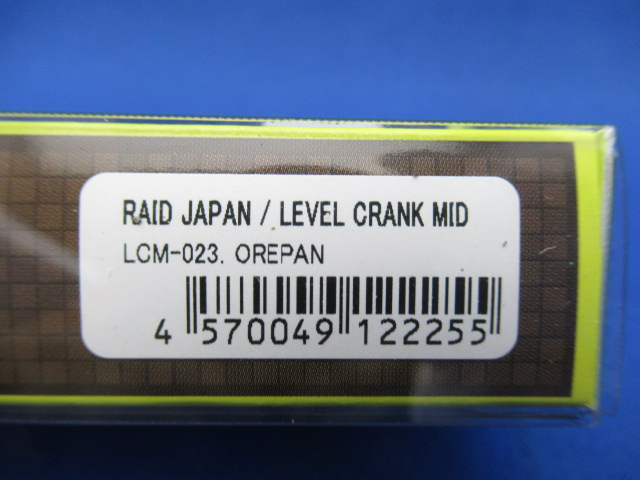 RAID JAPAN / LEVEL CRANK MID
LCM-023. OREPAN
4 570049 122255